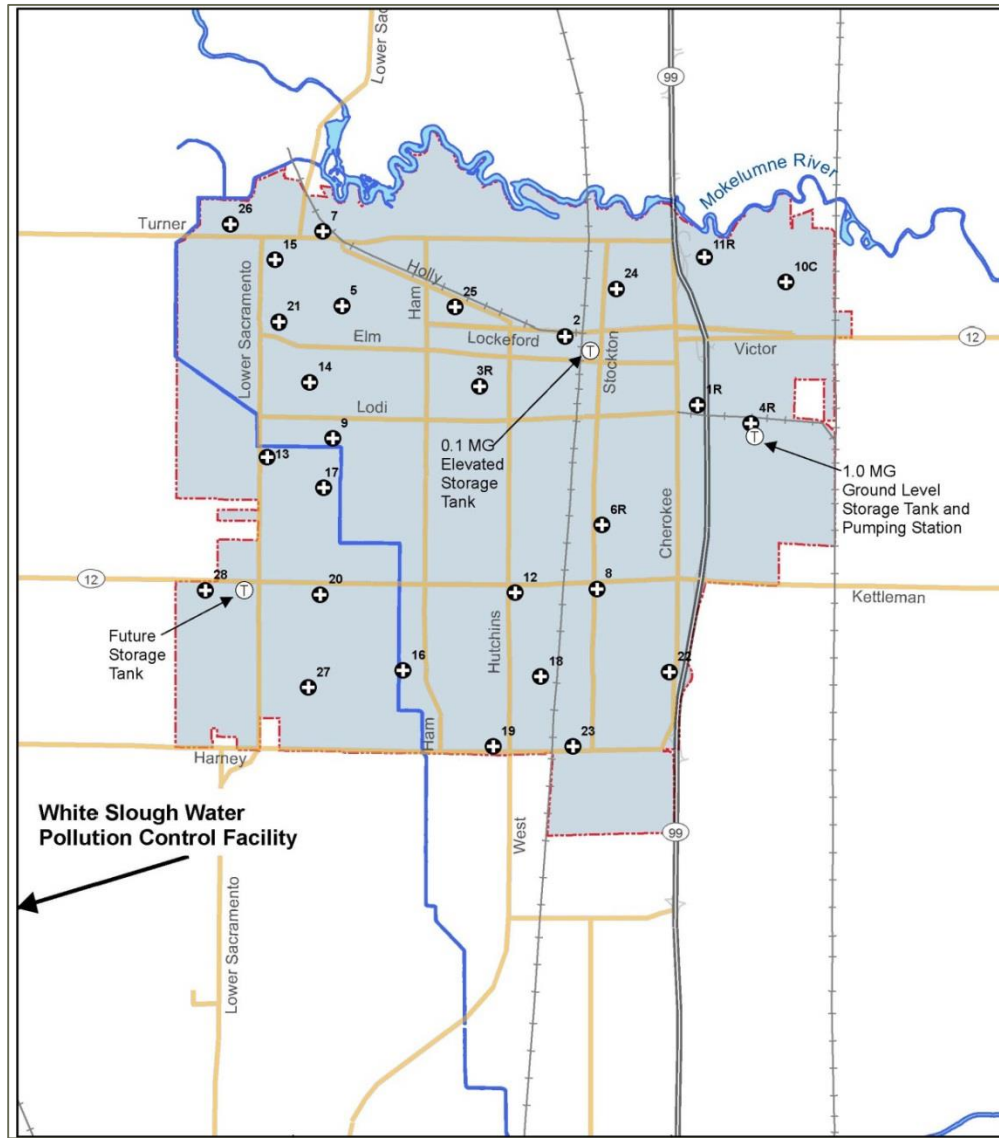 Lower Sac
99
Mokelumne River
Turner
26
7
15
11R
10C
Holly
24
Ham
25
5
21
2
Lower Sacramento
Elm
Lockeford
Stockton
Victor
12
14
3R
1R
4R
Lodi
9
13
17
0.1 MG
Elevated
Storage
Tank
1.0 MG
Ground Level
Storage Tank and
Pumping Station
6R
Cherokee
12
28
20
12
8
Kettleman
Future
Storage
Tank
Hutchins
16
18
22
27
Ham
19
23
Harney
White Slough Water
Pollution Control Facility
West
99
Lower Sacramento
T
T
T